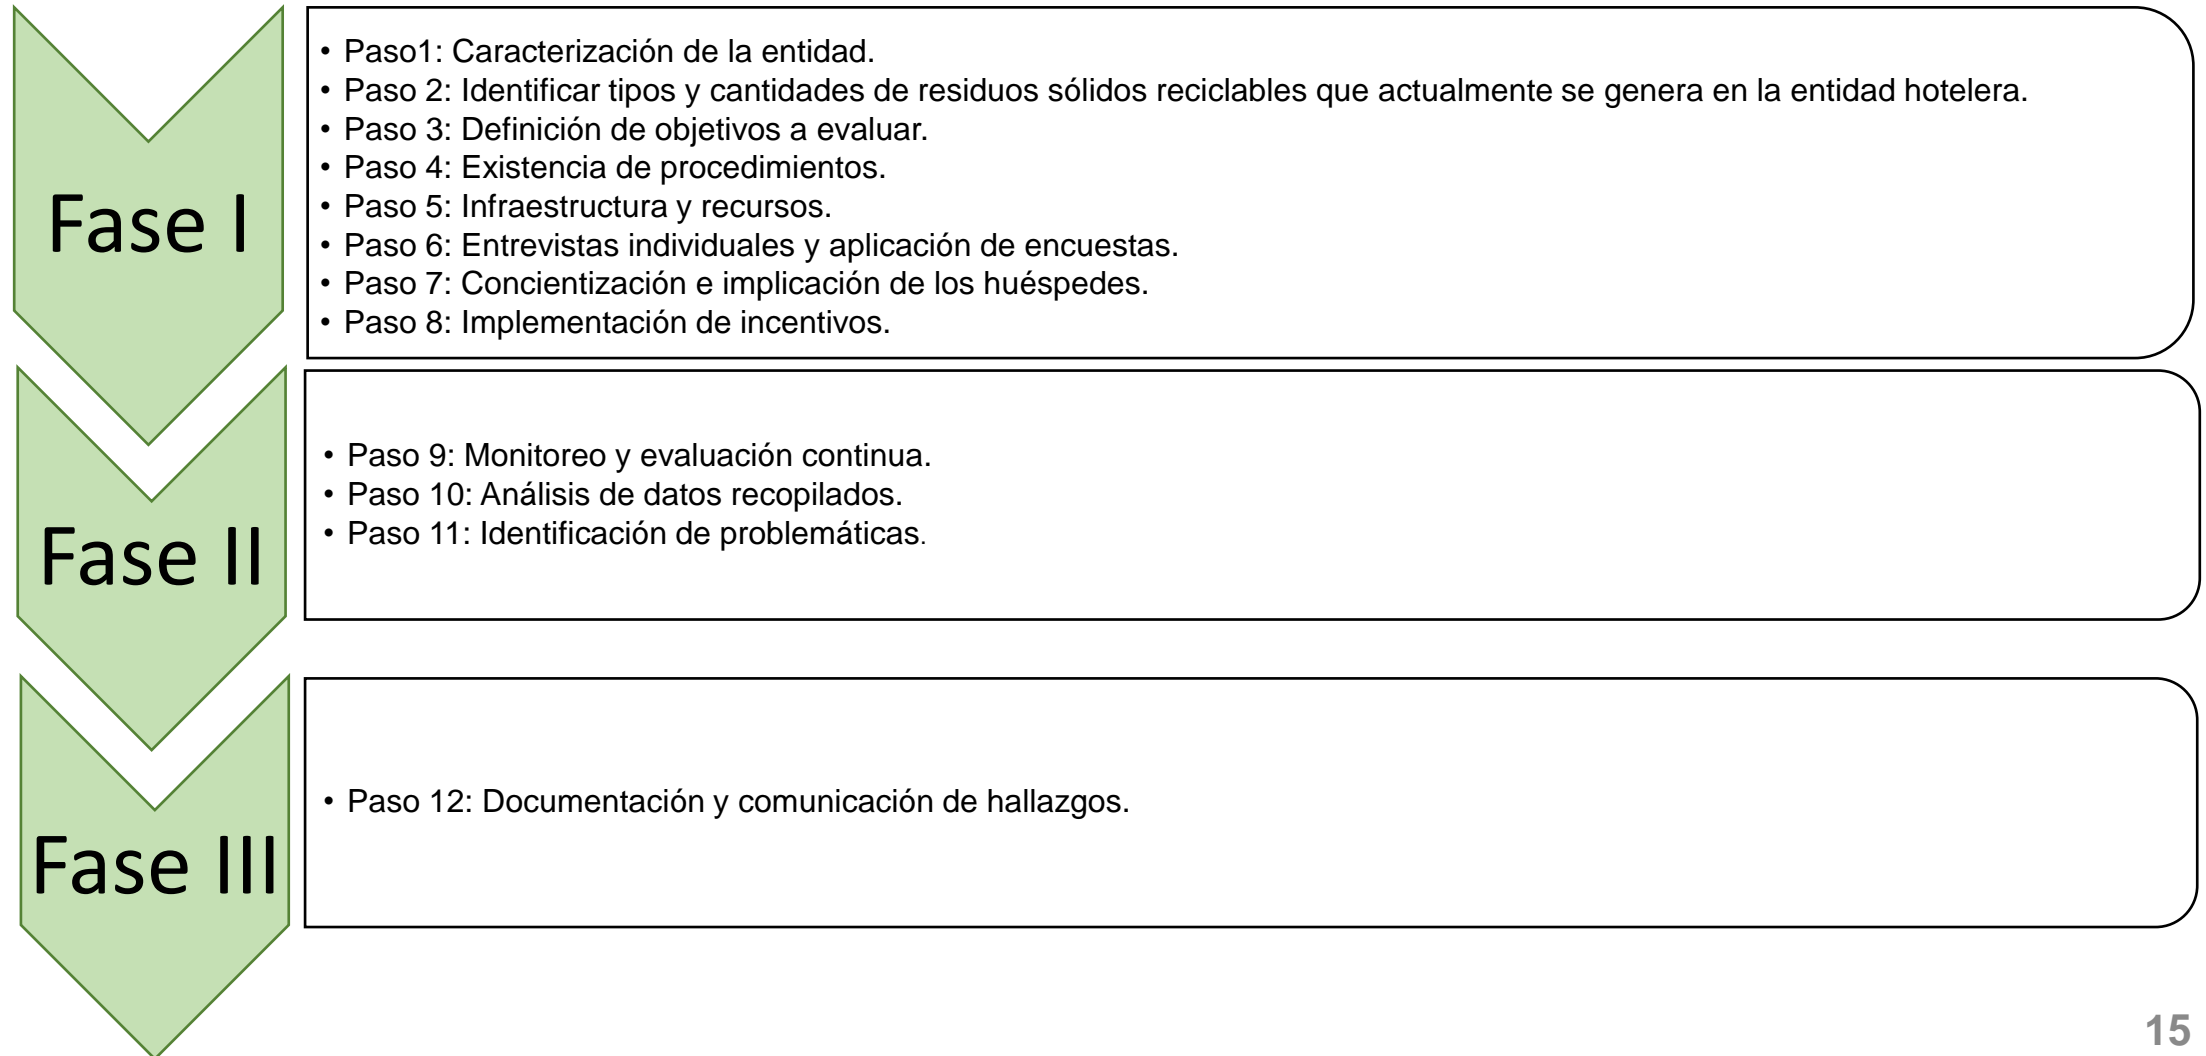 Fase I
• Paso1: Caracterización de la entidad.
• Paso 2: Identificar tipos y cantidades de residuos sólidos reciclables que actualmente se genera en la entidad hotelera.
• Paso 3: Definición de objetivos a evaluar.
• Paso 4: Existencia de procedimientos.
• Paso 5: Infraestructura y recursos.
• Paso 6: Entrevistas individuales y aplicación de encuestas.
• Paso 7: Concientización e implicación de los huéspedes.
• Paso 8: Implementación de incentivos.
Fase II
• Paso 9: Monitoreo y evaluación continua.
• Paso 10: Análisis de datos recopilados.
• Paso 11: Identificación de problemáticas.
Fase III
• Paso 12: Documentación y comunicación de hallazgos.
15